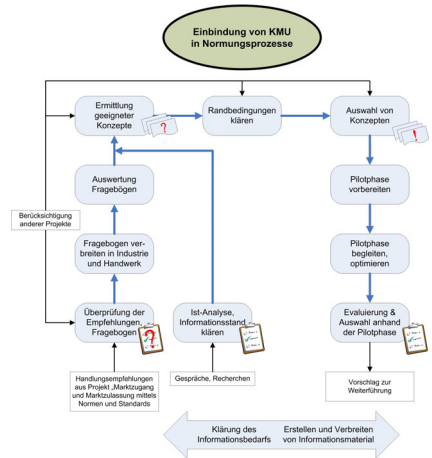 Einbindung von KMU
in Normungsprozesse
Ermittlung
geeigneter
Konzepte
?
Randbedingungen
klären
Auswahl von
Konzepten
!
Auswertung
Fragebögen
Pilotphase
vorbereiten
Berücksichtigung
anderer Projekte
Fragebogen ver-
breiten in Industrie
und Handwerk
Pilotphase
begleiten,
optimieren
Überprüfung der
Empfehlungen,
Fragebogen
?
Ist-Analyse,
Informationsstand
klären
Evaluierung &
Auswahl anhand
der Pilotphase
Handlungsempfehlungen
aus Projekt „Marktzugang
und Marktzulassung mittels
Normen und Standards
Gespräche, Recherchen
Vorschlag zur
Weiterführung
Klärung des
Informationsbedarfs
Erstellen und Verbreiten
von Informationsmaterial